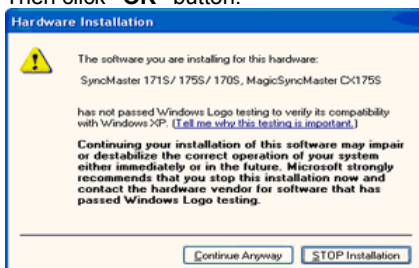 Then click "OK" button.
Hardware Installation
The software you are installing for this hardware:
SyncMaster 171S/ 175S/ 170S, MagicSyncMaster CX175S
has not passed Windows Logo testing to verify its compatibility
with Windows XP. (Tell me why this testing is important.)
Continuing your installation of this software may impair
or destabilize the correct operation of your system
either immediately or in the future. Microsoft strongly
recommends that you stop this installation now and
contact the hardware vendor for software that has
passed Windows Logo testing.
Continue Anyway STOP Installation